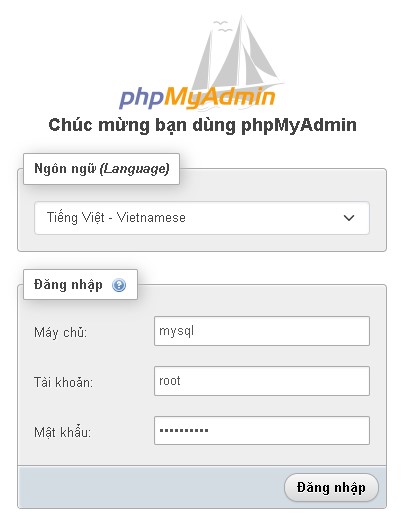 phpMyAdmin
Chúc mừng bạn dùng phpMyAdmin
Ngôn ngữ (Language)
Tiếng Việt - Vietnamese
Đăng nhập
Máy chủ: mysql
Tài khoản: root
Mật khẩu: ••••••••••
Đăng nhập